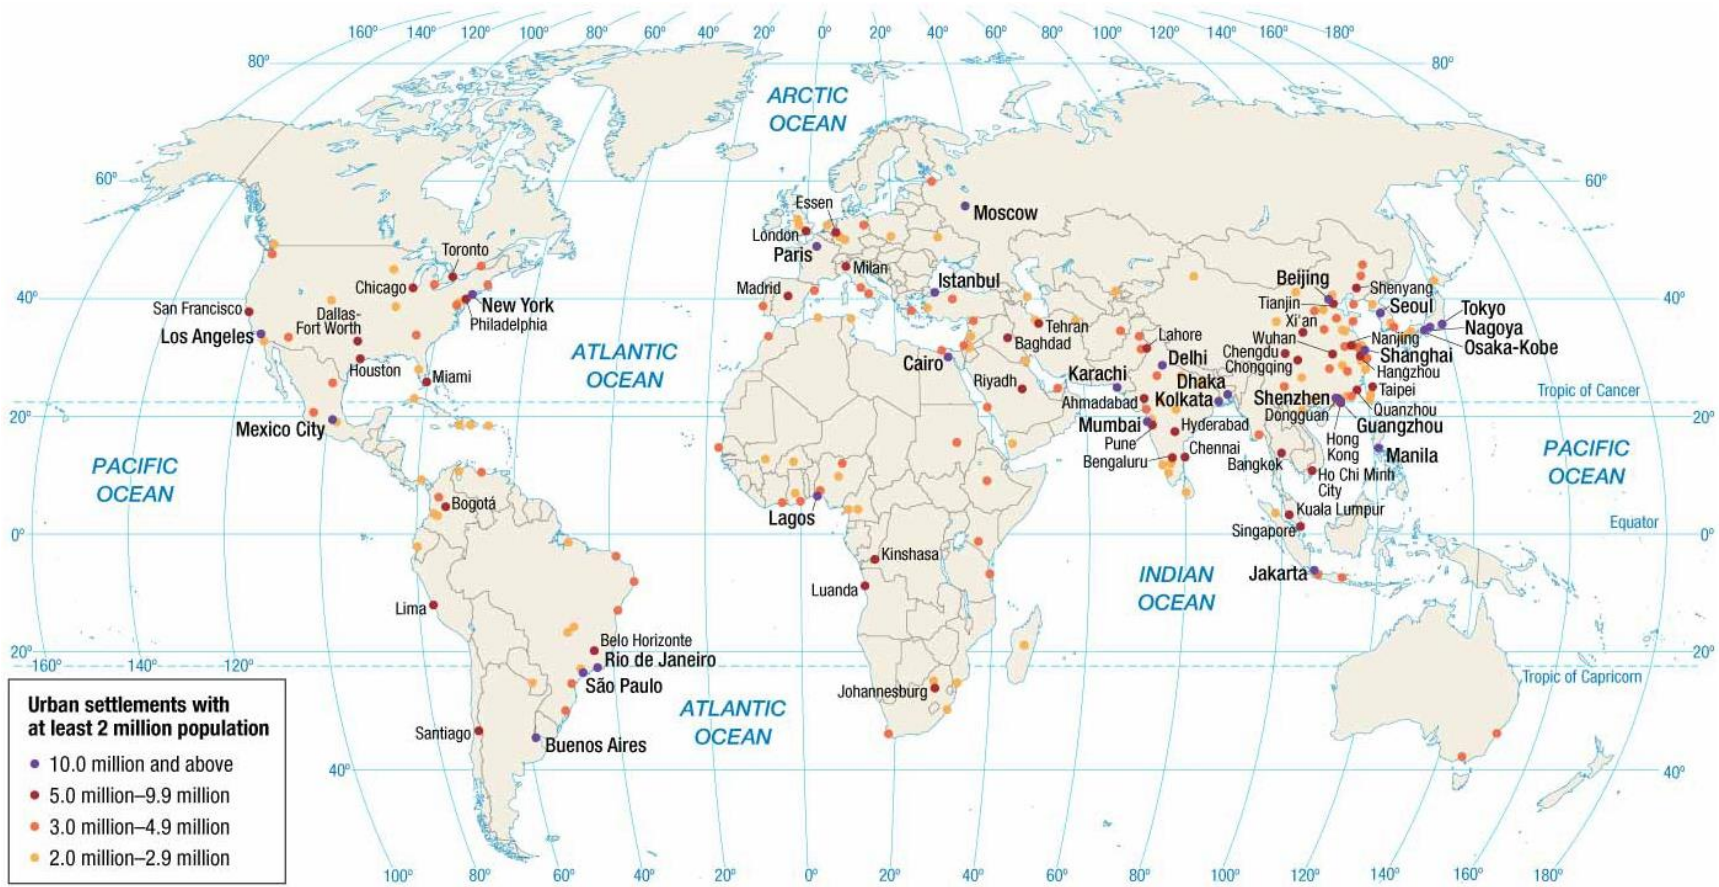 160° 140° 120° 100° 80° 60° 40° 20° 0° 20° 40° 60° 80° 100° 120° 140° 160° 180°
80° 80°
ARCTIC
OCEAN
60° 60°
Essen
Moscow
London
Paris
Toronto
Milan
Chicago
Istanbul
Beijing
Shenyang
Madrid
40° 40°
San Francisco
New York
Tianjin
Seoul
Tokyo
Dallas-
Fort Worth
Philadelphia
Xi'an
Nagoya
Los Angeles
Tehran
Lahore
Wuhan
Nanjing
Osaka-Kobe
Baghdad
ATLANTIC
OCEAN
Cairo
Delhi
Chengdu
Shanghai
Houston
Miami
Karachi
Chongqing
Hangzhou
Riyadh
Dhaka
Taipei
Tropic of Cancer
Ahmadabad
Kolkata
Shenzhen
Quanzhou
20° 20°
Dongguan
Mexico City
Mumbai
Hyderabad
Guangzhou
Pune
Hong
Kong
Chennai
Manila
PACIFIC
OCEAN
PACIFIC
OCEAN
Bengaluru
Bangkok
Ho Chi Minh
City
Bogotá
Lagos
Kuala Lumpur
Equator
0° 0°
Singapore
Kinshasa
Jakarta
INDIAN
OCEAN
Luanda
Lima
Belo Horizonte
20° 160° 140° 120° 20°
Rio de Janeiro
Tropic of Capricorn
São Paulo
Johannesburg
ATLANTIC
OCEAN
Santiago
Buenos Aires
40° 40°
Urban settlements with
at least 2 million population
10.0 million and above
5.0 million–9.9 million
3.0 million–4.9 million
2.0 million–2.9 million
100° 80° 60° 40° 20° 0° 20° 40° 60° 80° 100° 120° 140° 160° 180°